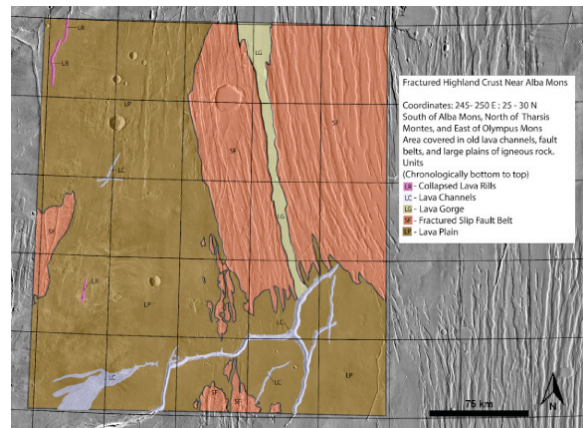 LR
LR
LG
LP
SF
LC
SF
SF
LG
LR
LP
LC
LC
LC
LP
SF
SF
Fractured Highland Crust Near Alba Mons
Coordinates: 245- 250 E : 25 - 30 N
South of Alba Mons, North of Tharsis
Montes, and East of Olympus Mons
Area covered in old lava channels, fault
belts, and large plains of igneous rock.
Units
(Chronologically bottom to top)
LR - Collapsed Lava Rills
LC - Lava Channels
LG - Lava Gorge
SF - Fractured Slip Fault Belt
LP - Lava Plain
75 km
N